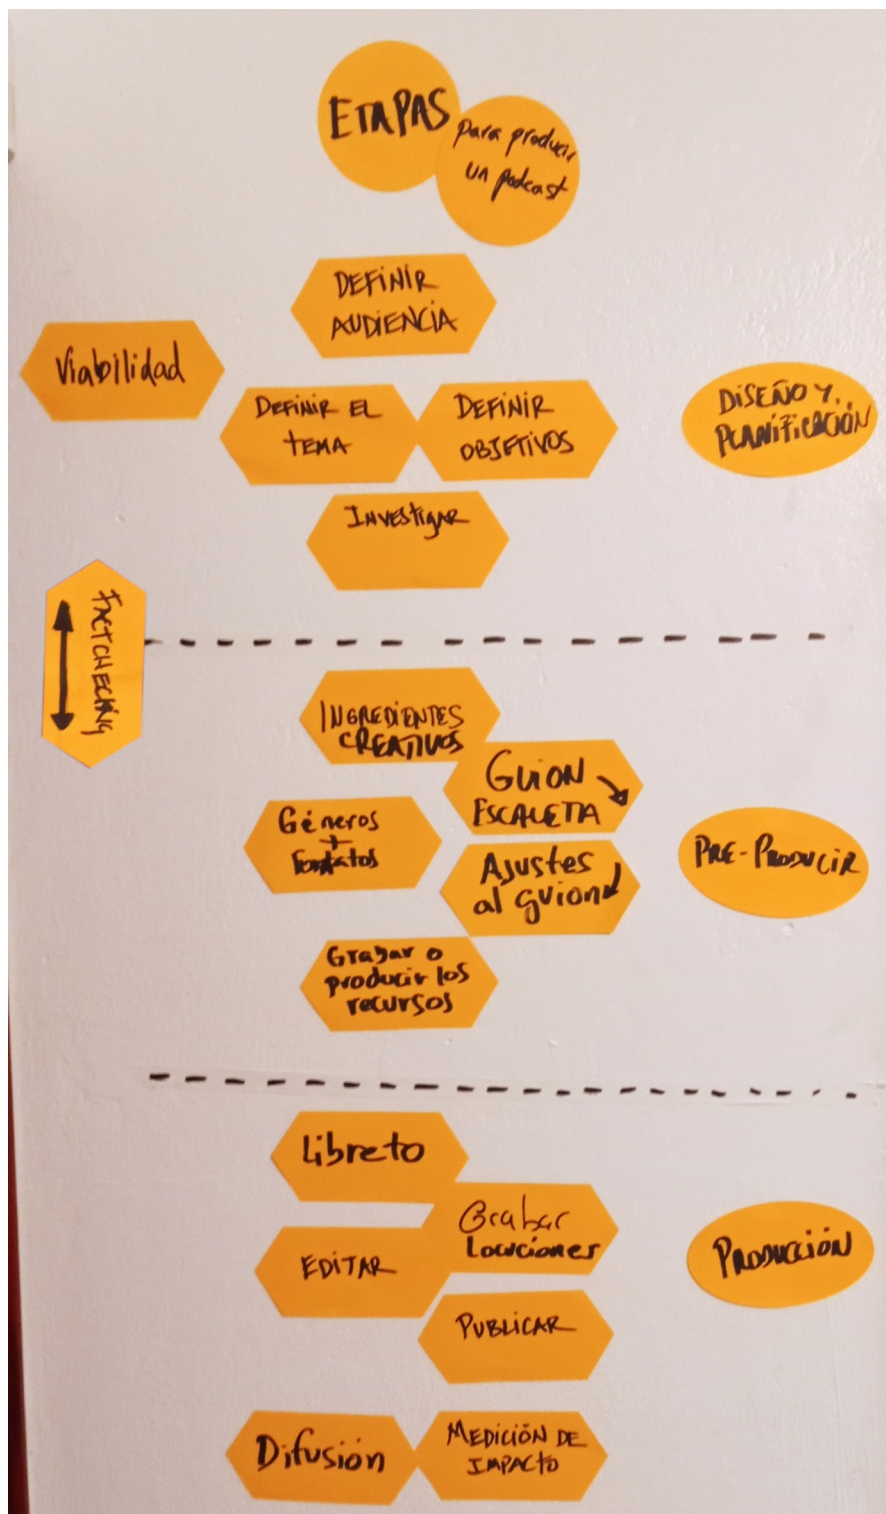 ETAPAS
para producir
un podcast
DEFINIR
AUDIENCIA
Viabilidad
DEFINIR EL
TEMA
DEFINIR
OBJETIVOS
DISEÑO Y
PLANIFICACIÓN
INVESTIGAR
FACTCHECKING
INGREDIENTES
CREATIVOS
GUION
ESCALETTA
Géneros
+
Formatos
AJUSTES
al guion
PRE-PRODUCIR
Grabar o
producir los
recursos
Libreto
Grabar
Locuciones
EDITAR
PRODUCCIÓN
PUBLICAR
Difusión
MEDICIÓN DE
IMPACTO